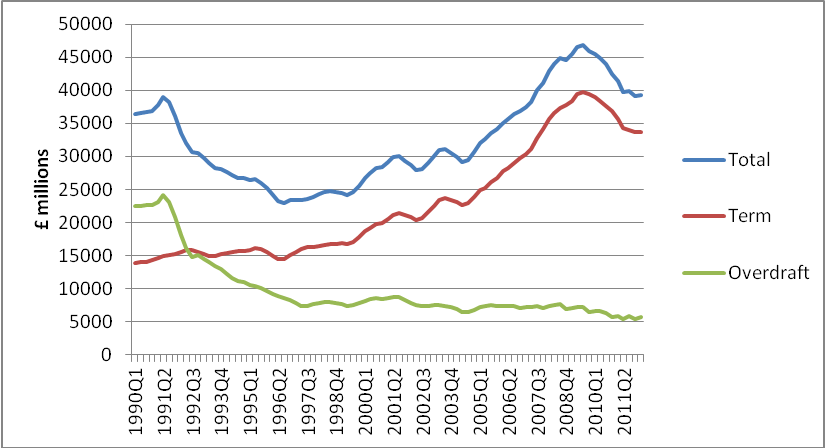 50000
45000
40000
35000
30000
25000
20000
15000
10000
5000
0
£ millions
1990Q1
1991Q2
1992Q3
1993Q4
1995Q1
1996Q2
1997Q3
1998Q4
2000Q1
2001Q2
2002Q3
2003Q4
2005Q1
2006Q2
2007Q3
2008Q4
2010Q1
2011Q2
Total
Term
Overdraft